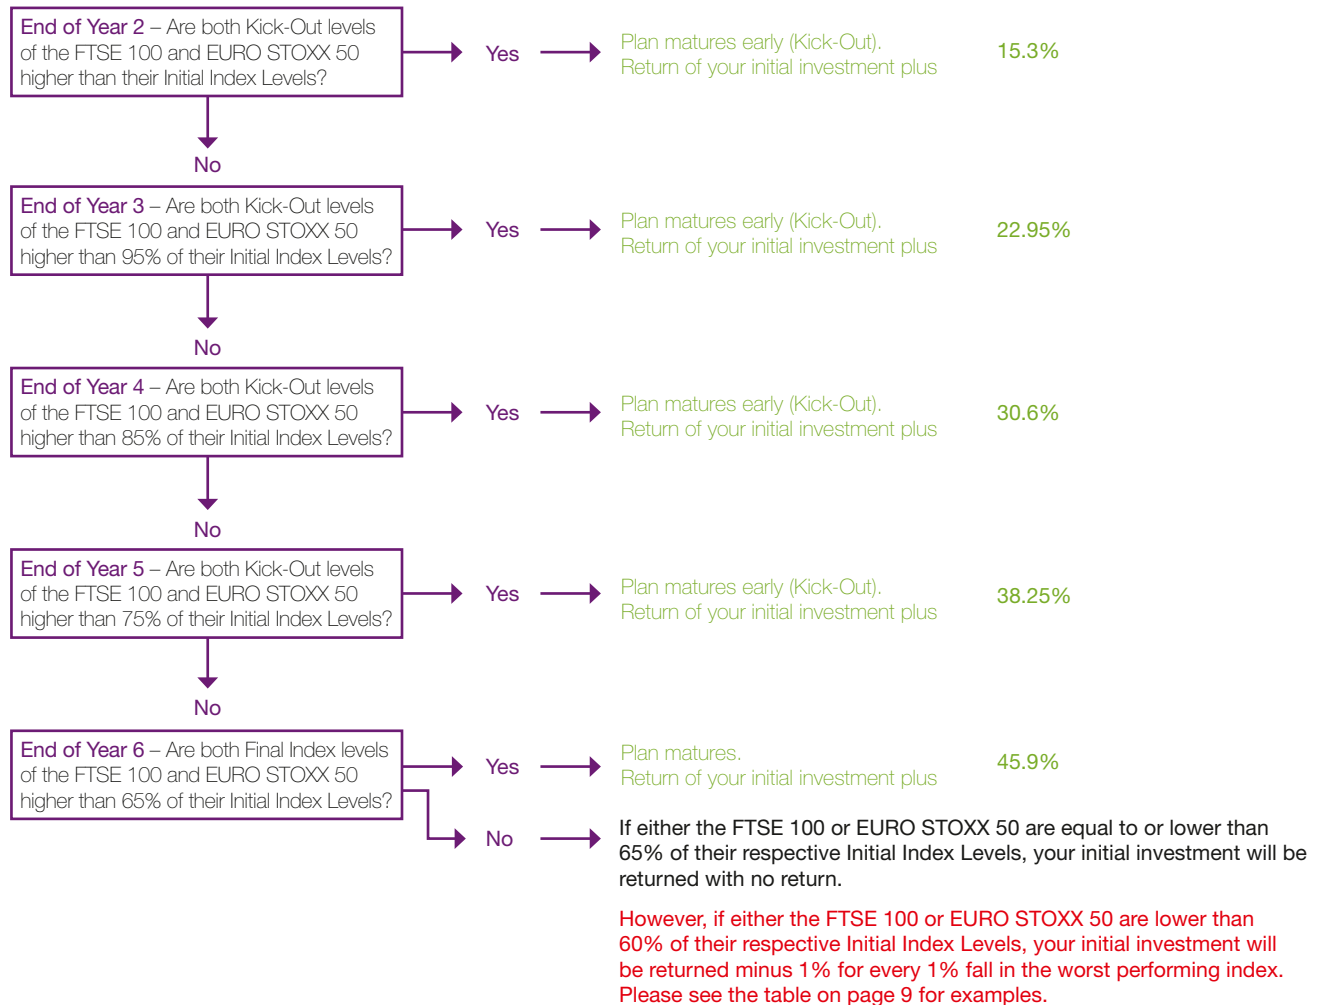 End of Year 2 – Are both Kick-Out levels
of the FTSE 100 and EURO STOXX 50
higher than their Initial Index Levels?
Yes
Plan matures early (Kick-Out).
Return of your initial investment plus
15.3%
No
End of Year 3 – Are both Kick-Out levels
of the FTSE 100 and EURO STOXX 50
higher than 95% of their Initial Index Levels?
Yes
Plan matures early (Kick-Out).
Return of your initial investment plus
22.95%
No
End of Year 4 – Are both Kick-Out levels
of the FTSE 100 and EURO STOXX 50
higher than 85% of their Initial Index Levels?
Yes
Plan matures early (Kick-Out).
Return of your initial investment plus
30.6%
No
End of Year 5 – Are both Kick-Out levels
of the FTSE 100 and EURO STOXX 50
higher than 75% of their Initial Index Levels?
Yes
Plan matures early (Kick-Out).
Return of your initial investment plus
38.25%
No
End of Year 6 – Are both Final Index levels
of the FTSE 100 and EURO STOXX 50
higher than 65% of their Initial Index Levels?
Yes
Plan matures.
Return of your initial investment plus
45.9%
No
If either the FTSE 100 or EURO STOXX 50 are equal to or lower than
65% of their respective Initial Index Levels, your initial investment will be
returned with no return.
However, if either the FTSE 100 or EURO STOXX 50 are lower than
60% of their respective Initial Index Levels, your initial investment will
be returned minus 1% for every 1% fall in the worst performing index.
Please see the table on page 9 for examples.